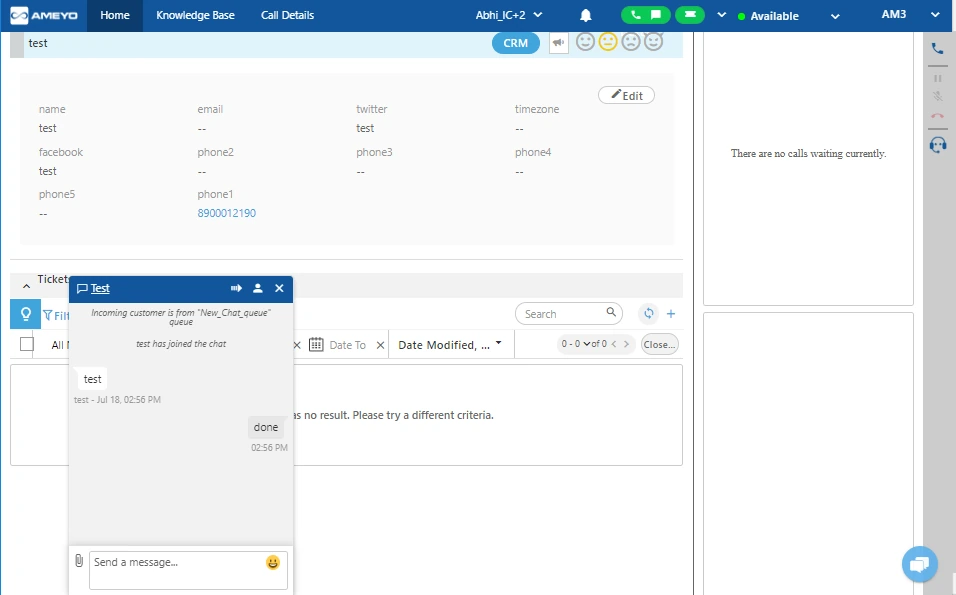 AMEYO Home Knowledge Base Call Details Abhi_IC+2 Available AM3
test CRM
Edit
name email twitter timezone
test -- test --
facebook phone2 phone3 phone4
test -- -- --
phone5 phone1
-- 8900012190
There are no calls waiting currently.
Ticket
Test
Filt
Search
Incoming customer is from "New_Chat_queue"
queue
All
Date To
Date Modified, ...
0 - 0 of 0
Close...
test has joined the chat
test
test - Jul 18, 02:56 PM
as no result. Please try a different criteria.
done
02:56 PM
Send a message...